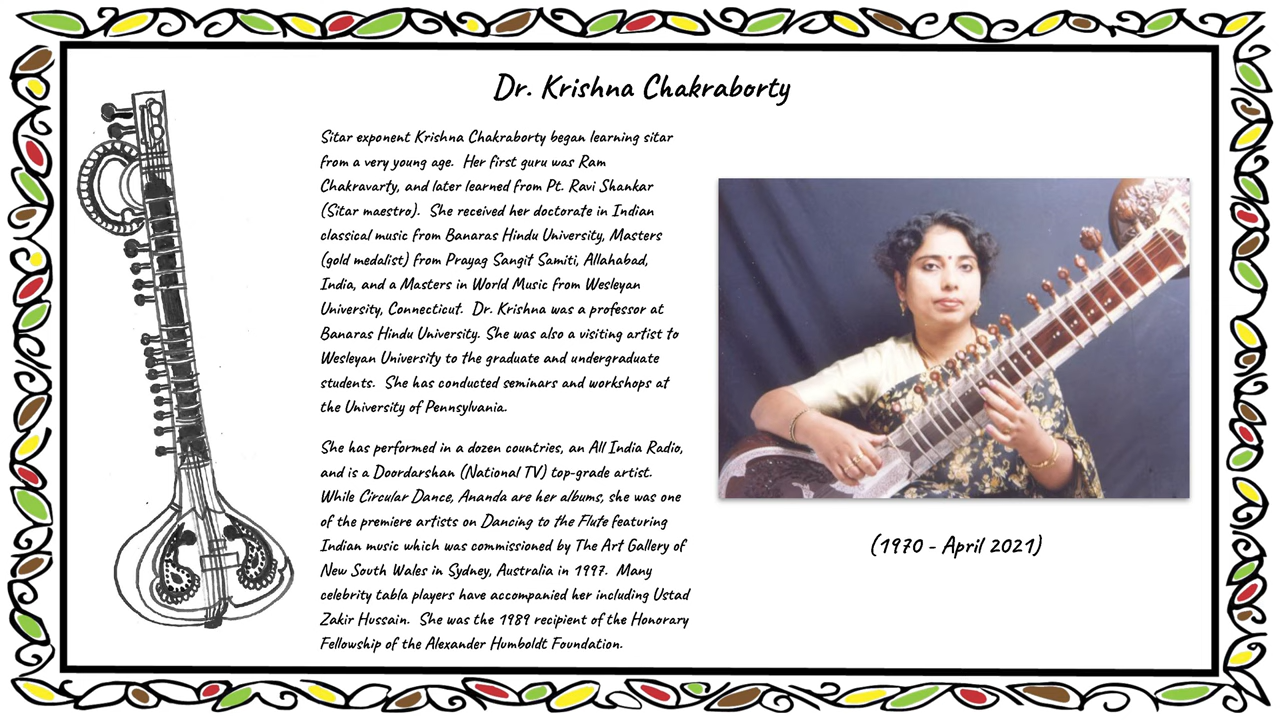 Dr. Krishna Chakraborty
Sitar exponent Krishna Chakraborty began learning sitar
from a very young age. Her first guru was Ram
Chakravarty, and later learned from Pt. Ravi Shankar
(Sitar maestro). She received her doctorate in Indian
classical music from Banaras Hindu University, Masters
(gold medalist) from Prayag Sangit Samiti, Allahabad,
India, and a Masters in World Music from Wesleyan
University, Connecticut. Dr. Krishna was a professor at
Banaras Hindu University. She was also a visiting artist to
Wesleyan University to the graduate and undergraduate
students. She has conducted seminars and workshops at
the University of Pennsylvania.
She has performed in a dozen countries, an All India Radio,
and is a Doordarshan (National TV) top-grade artist.
While Circular Dance, Ananda are her albums, she was one
of the premiere artists on Dancing to the Flute featuring
Indian music which was commissioned by The Art Gallery of
New South Wales in Sydney, Australia in 1997. Many
celebrity tabla players have accompanied her including Ustad
Zakir Hussain. She was the 1989 recipient of the Honorary
Fellowship of the Alexander Humboldt Foundation.
(1970 - April 2021)